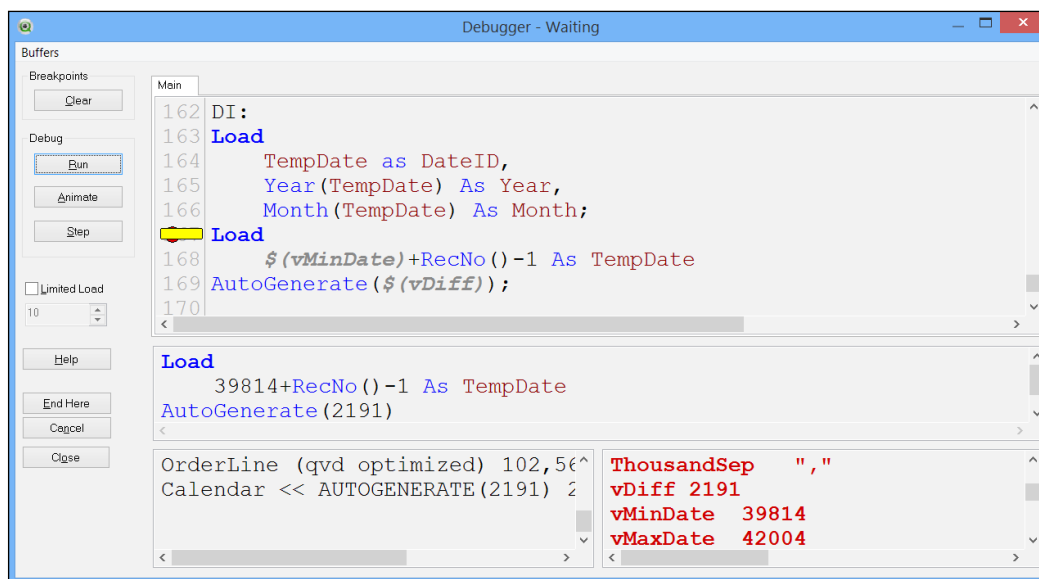 Debugger - Waiting
Buffers
Breakpoints
Clear
Debug
Run
Animate
Step
Limited Load
10
Help
End Here
Cancel
Close
Main
162 DI:
163 Load
164 TempDate as DateID,
165 Year(TempDate) As Year,
166 Month(TempDate) As Month;
Load
168 $(vMinDate)+RecNo()-1 As TempDate
169 AutoGenerate($(vDiff));
170
Load
39814+RecNo()-1 As TempDate
AutoGenerate(2191)
OrderLine (qvd optimized) 102,56
Calendar << AUTOGENERATE(2191) 2
ThousandSep ","
vDiff 2191
vMinDate 39814
vMaxDate 42004